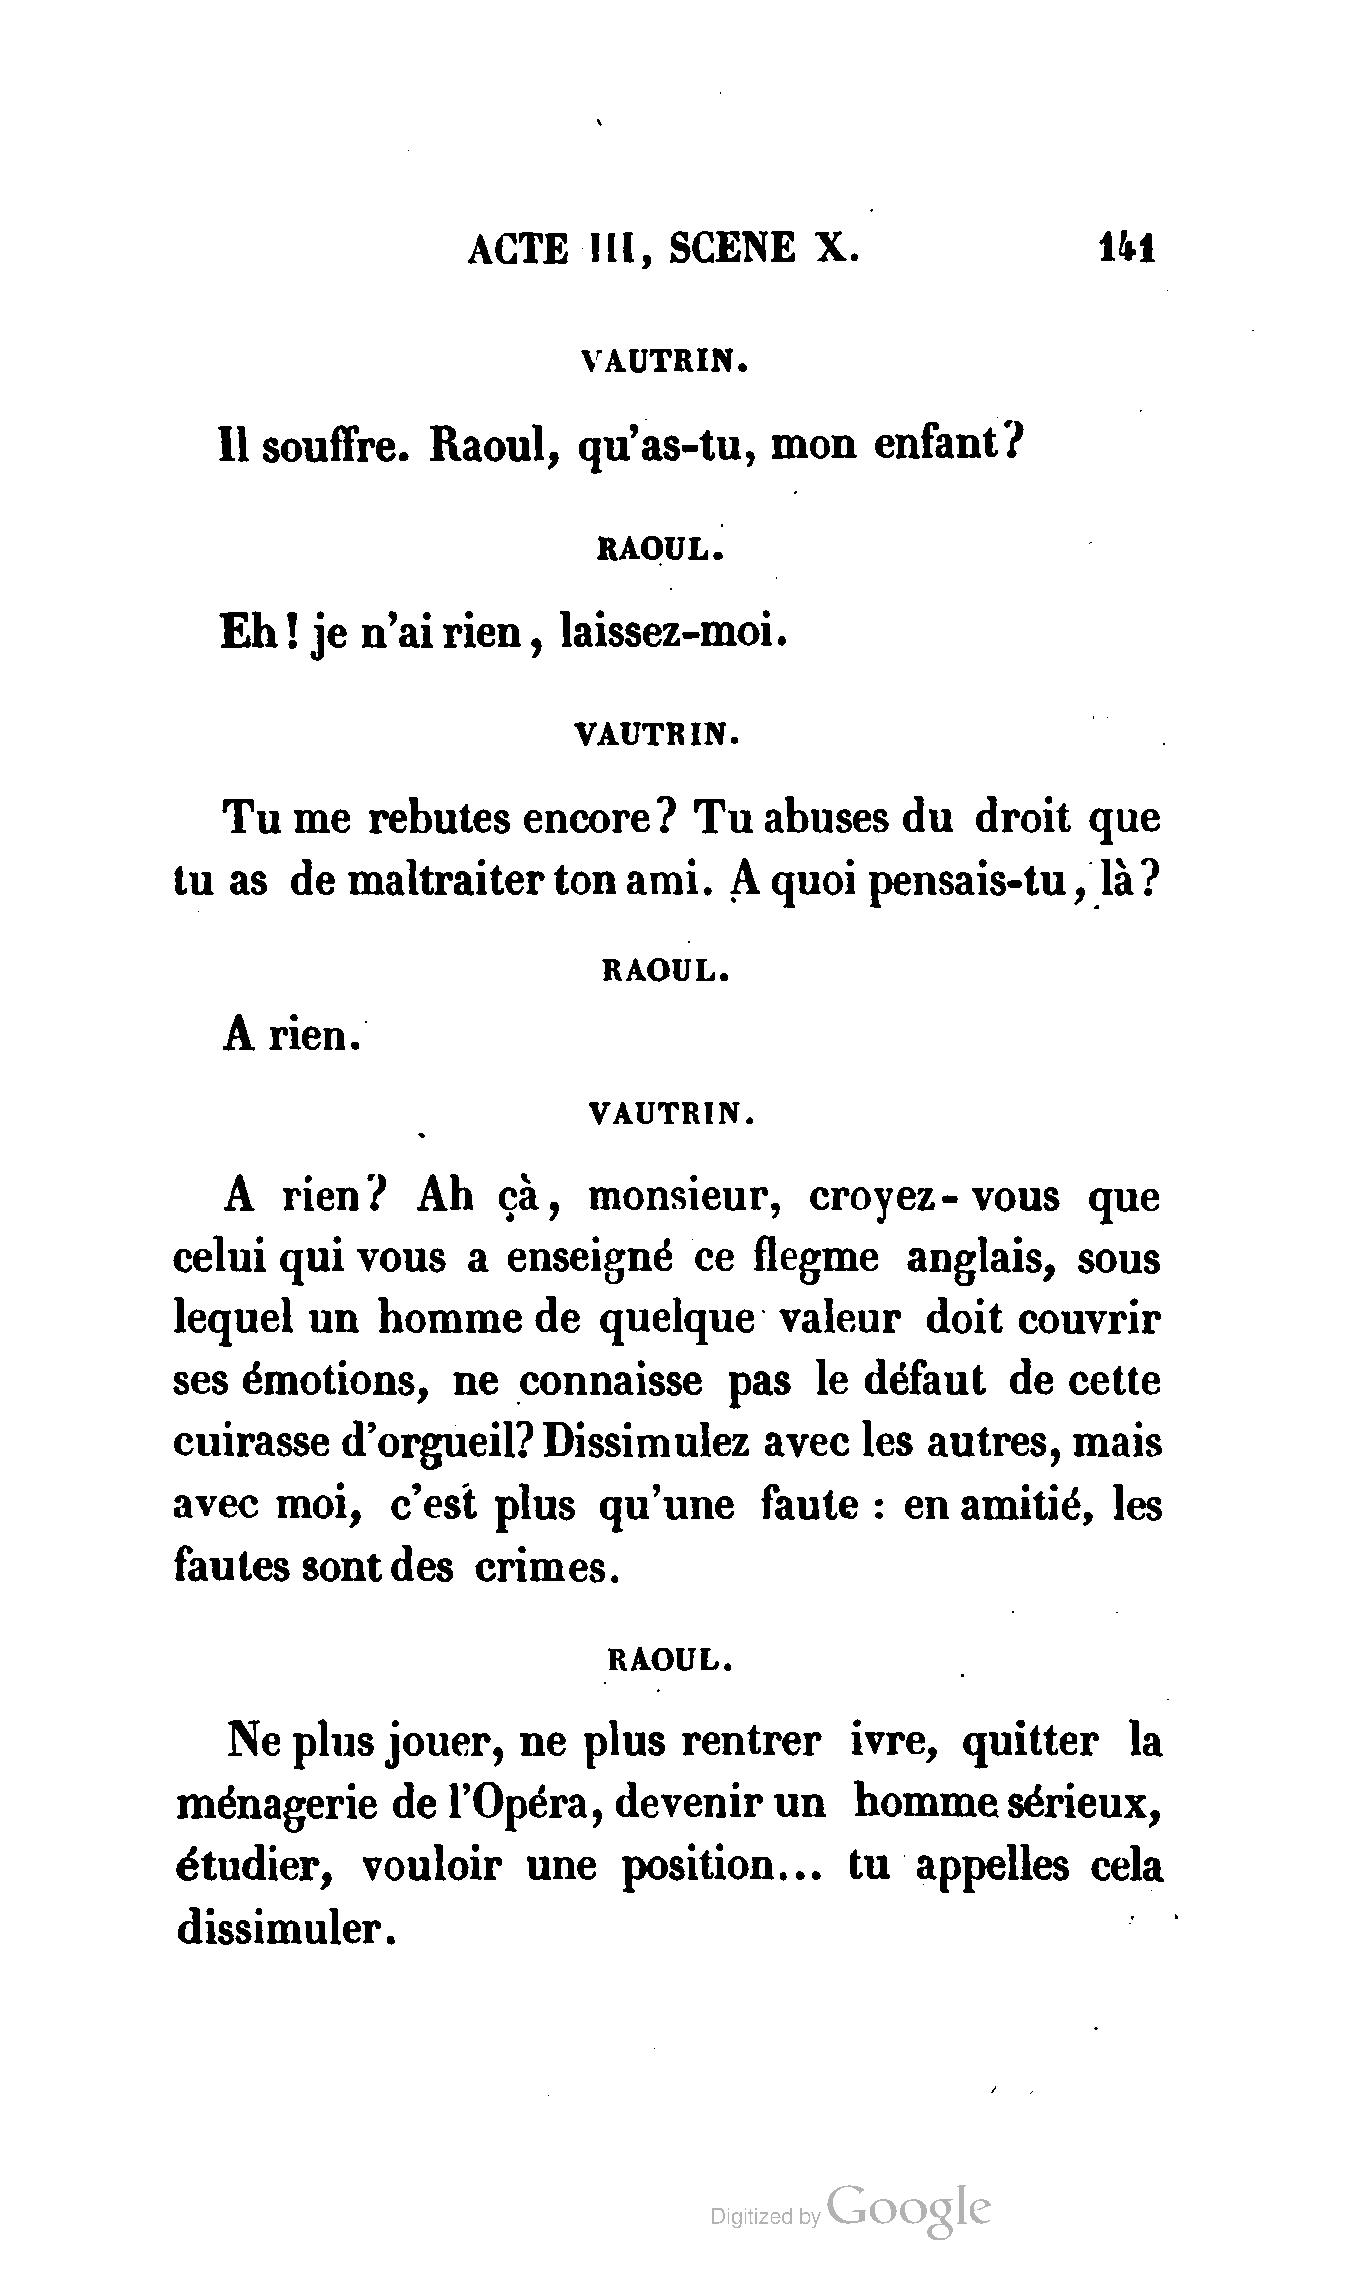 ACTE III, SCENE X. 141
VAUTRIN.
Il souffre. Raoul, qu'as-tu, mon enfant?
RAOUL.
Eh! je n'ai rien, laissez-moi.
VAUTRIN.
Tu me rebutes encore? Tu abuses du droit que
tu as de maltraiter ton ami. A quoi pensais-tu, là?
RAOUL.
A rien.
VAUTRIN.
A rien? Ah çà, monsieur, croyez-vous que
celui qui vous a enseigné ce flegme anglais, sous
lequel un homme de quelque valeur doit couvrir
ses émotions, ne connaisse pas le défaut de cette
cuirasse d'orgueil? Dissimulez avec les autres, mais
avec moi, c'est plus qu'une faute : en amitié, les
fautes sont des crimes.
RAOUL.
Ne plus jouer, ne plus rentrer ivre, quitter la
ménagerie de l'Opéra, devenir un homme sérieux,
étudier, vouloir une position... tu appelles cela
dissimuler.
Digitized by Google